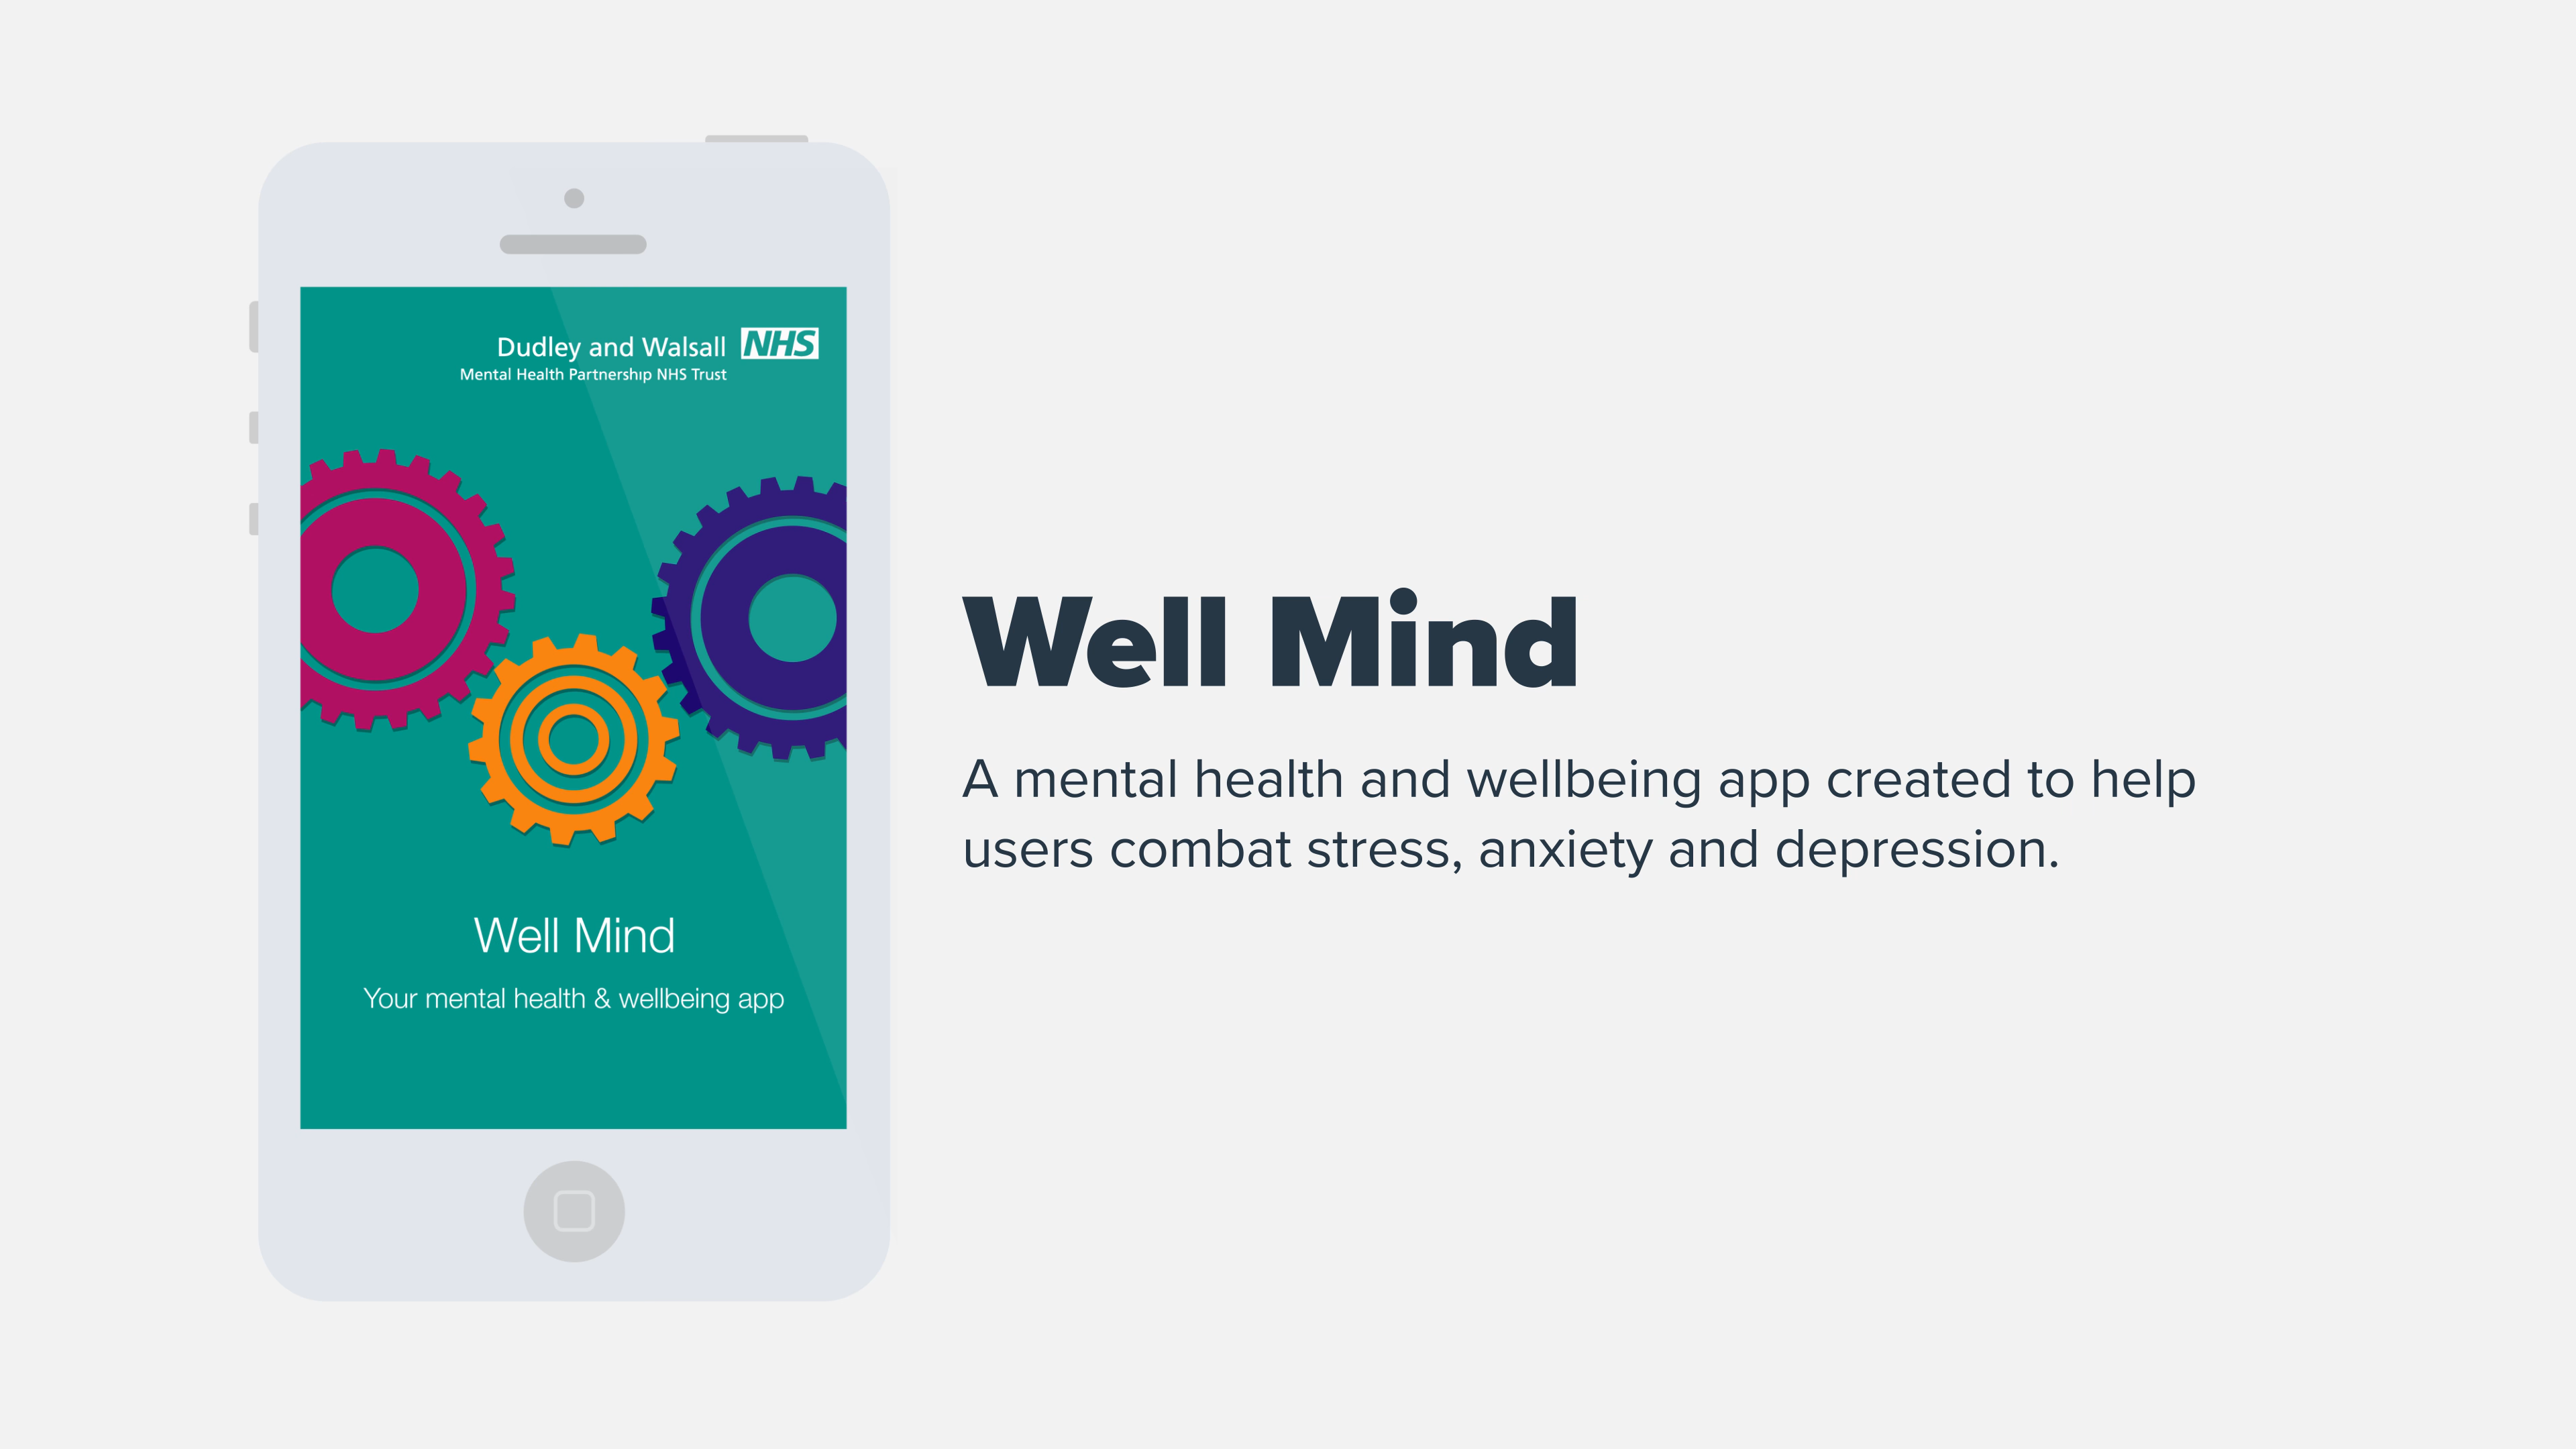 Dudley and Walsall NHS
Mental Health Partnership NHS Trust
Well Mind
Your mental health & wellbeing app
Well Mind
A mental health and wellbeing app created to help
users combat stress, anxiety and depression.